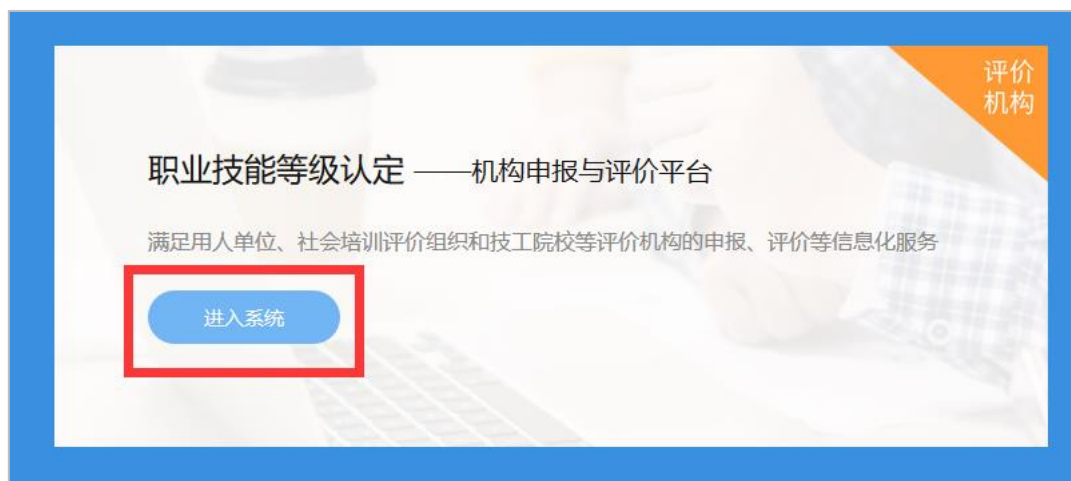 评价
机构
职业技能等级认定 ——机构申报与评价平台
满足用人单位、社会培训评价组织和技工院校等评价机构的申报、评价等信息化服务
进入系统